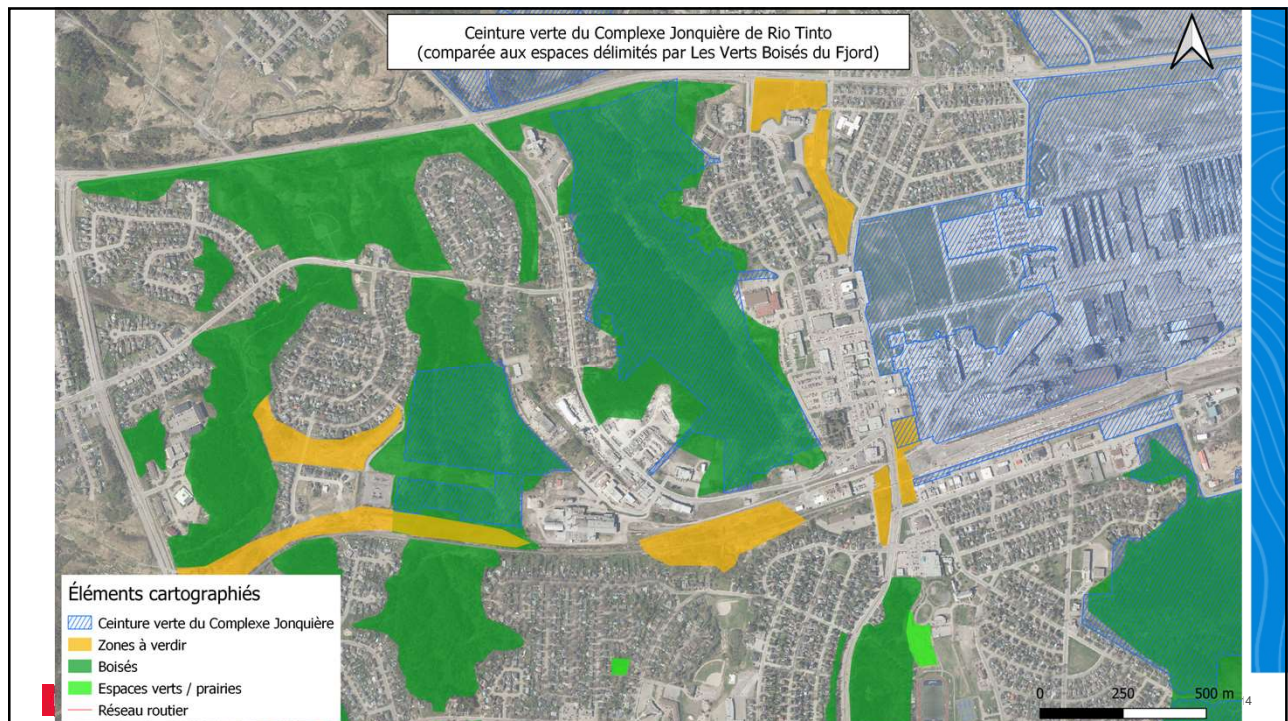 Ceinture verte du Complexe Jonquière de Rio Tinto
(comparée aux espaces délimités par Les Verts Boisés du Fjord)
Éléments cartographiés
Ceinture verte du Complexe Jonquière
Zones à verdir
Boisés
Espaces verts / prairies
Réseau routier
0 250 500 m
14